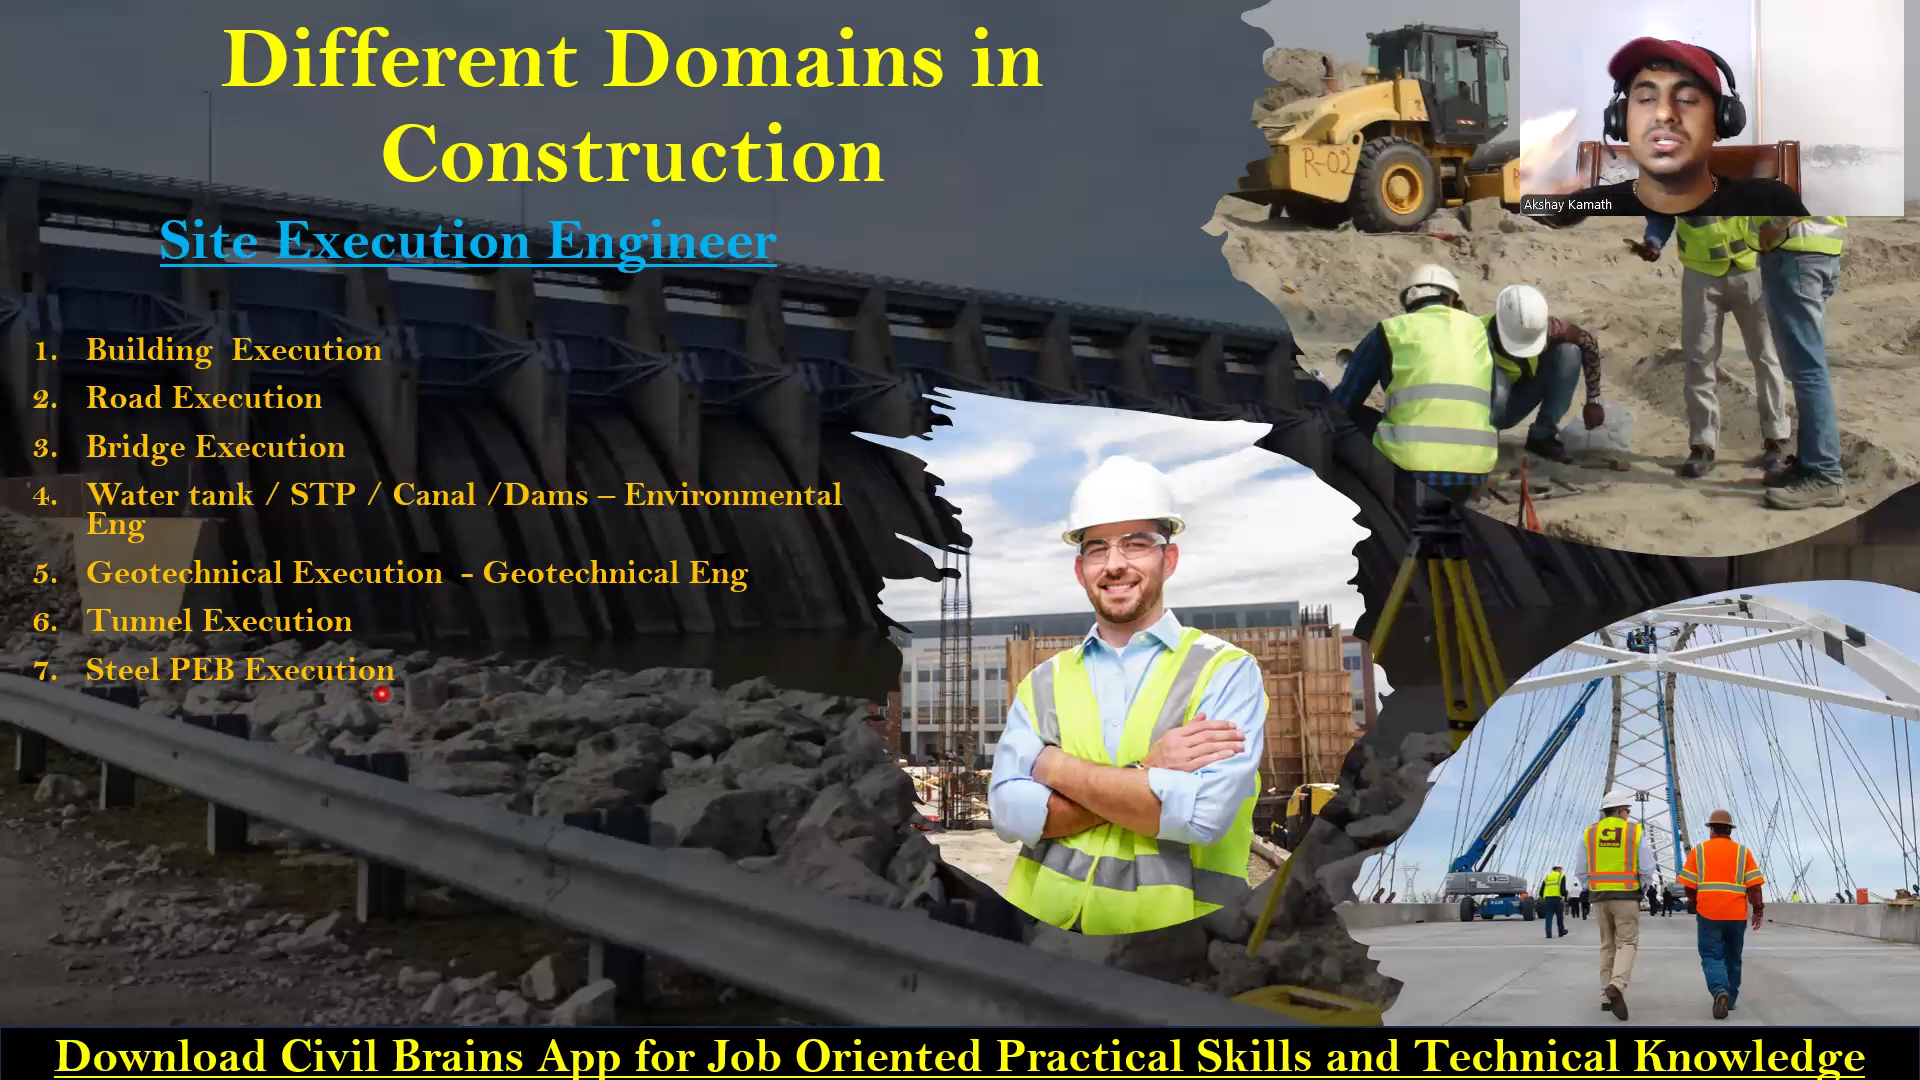 Different Domains in
Construction
Site Execution Engineer
1. Building Execution
2. Road Execution
3. Bridge Execution
4. Water tank / STP / Canal /Dams – Environmental
Eng
5. Geotechnical Execution - Geotechnical Eng
6. Tunnel Execution
7. Steel PEB Execution
R-02
Akshay Kamath
Download Civil Brains App for Job Oriented Practical Skills and Technical Knowledge